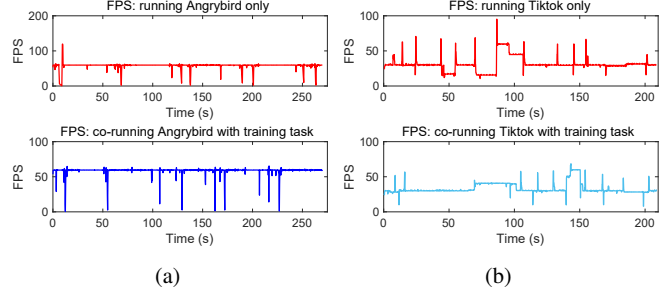 FPS: running Angrybird only
200
100
0
FPS
0 50 100 150 200 250
Time (s)
FPS: co-running Angrybird with training task
100
50
0
FPS
0 50 100 150 200 250
Time (s)
(a)
FPS: running Tiktok only
100
50
0
FPS
0 50 100 150 200
Time (s)
FPS: co-running Tiktok with training task
100
50
0
FPS
0 50 100 150 200
Time (s)
(b)